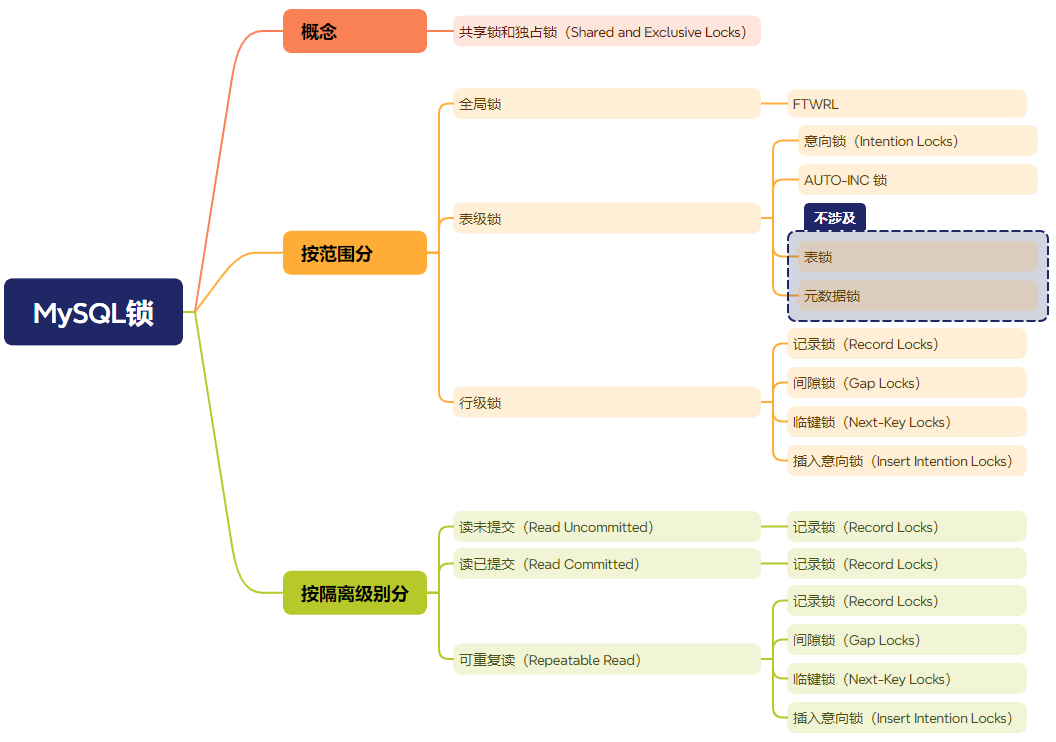 MySQL锁
概念
共享锁和独占锁（Shared and Exclusive Locks）
按范围分
全局锁
FTWRL
表级锁
意向锁（Intention Locks）
AUTO-INC 锁
不涉及
表锁
元数据锁
行级锁
记录锁（Record Locks）
间隙锁（Gap Locks）
临键锁（Next-Key Locks）
插入意向锁（Insert Intention Locks）
按隔离级别分
读未提交（Read Uncommitted）
记录锁（Record Locks）
读已提交（Read Committed）
记录锁（Record Locks）
可重复读（Repeatable Read）
记录锁（Record Locks）
间隙锁（Gap Locks）
临键锁（Next-Key Locks）
插入意向锁（Insert Intention Locks）